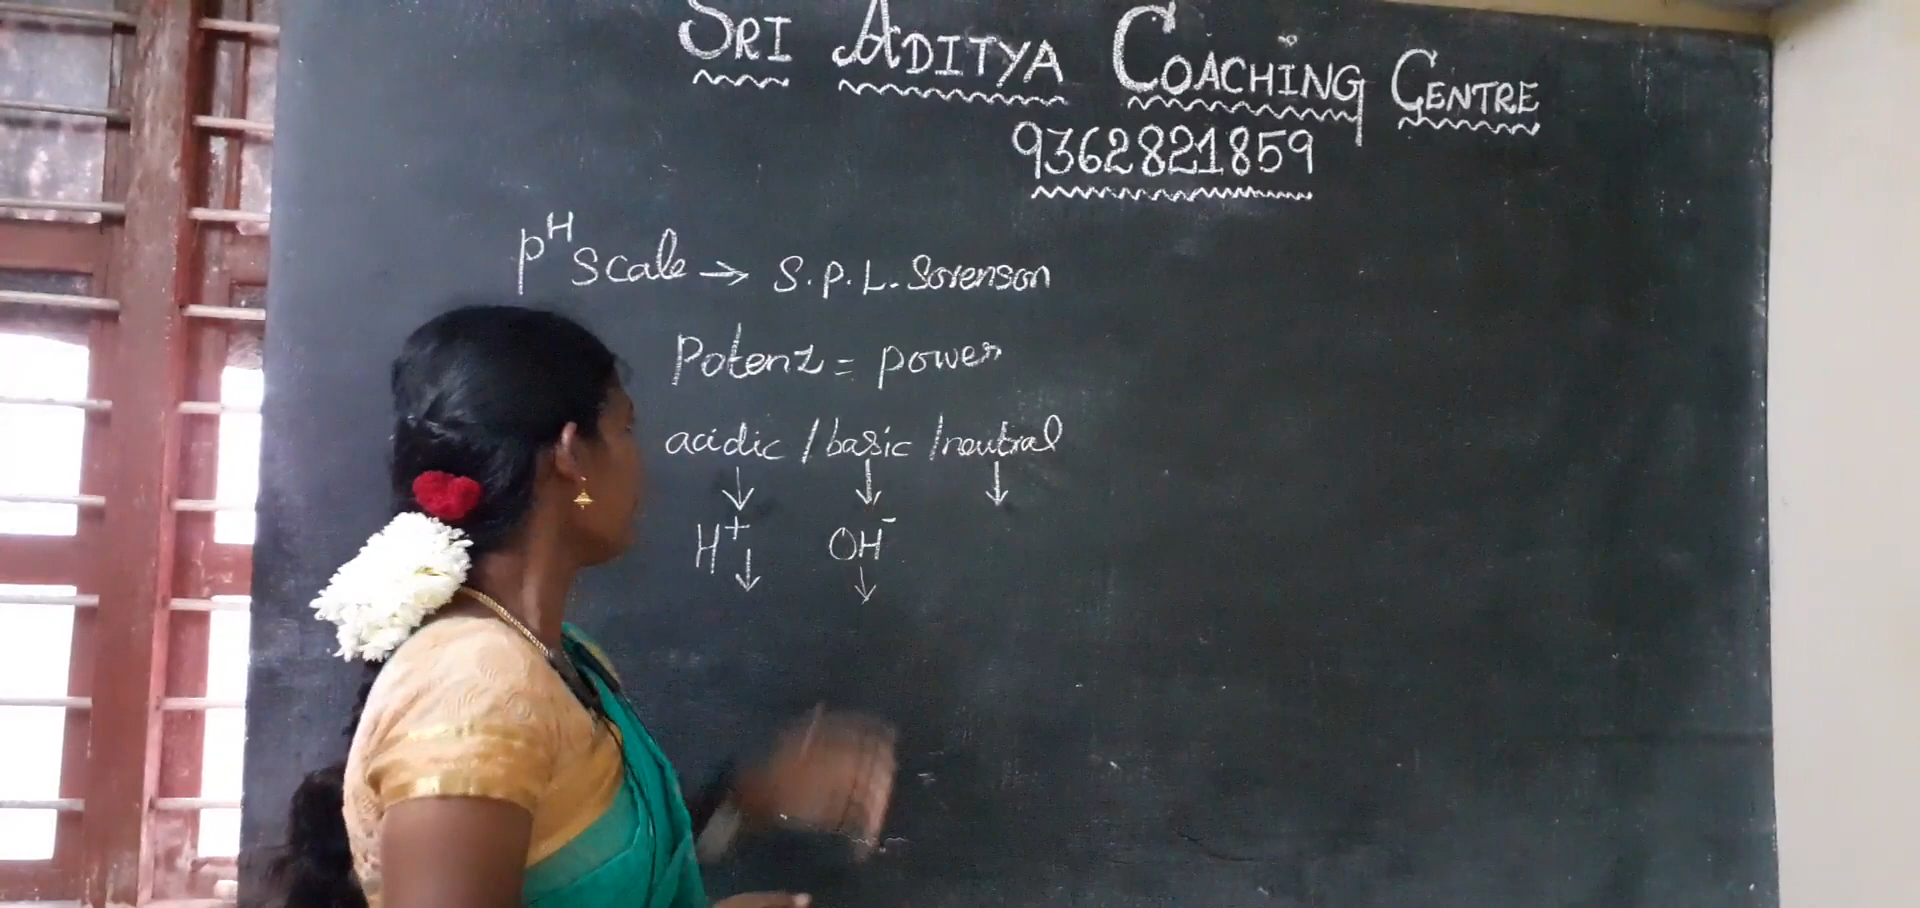 SRI ADITYA COACHING CENTRE
9362821859
pᴴ scale → S.P.L. Sorenson
Potenz = power
acidic / basic / neutral
↓ ↓ ↓
H⁺ OH⁻
↓ ↓